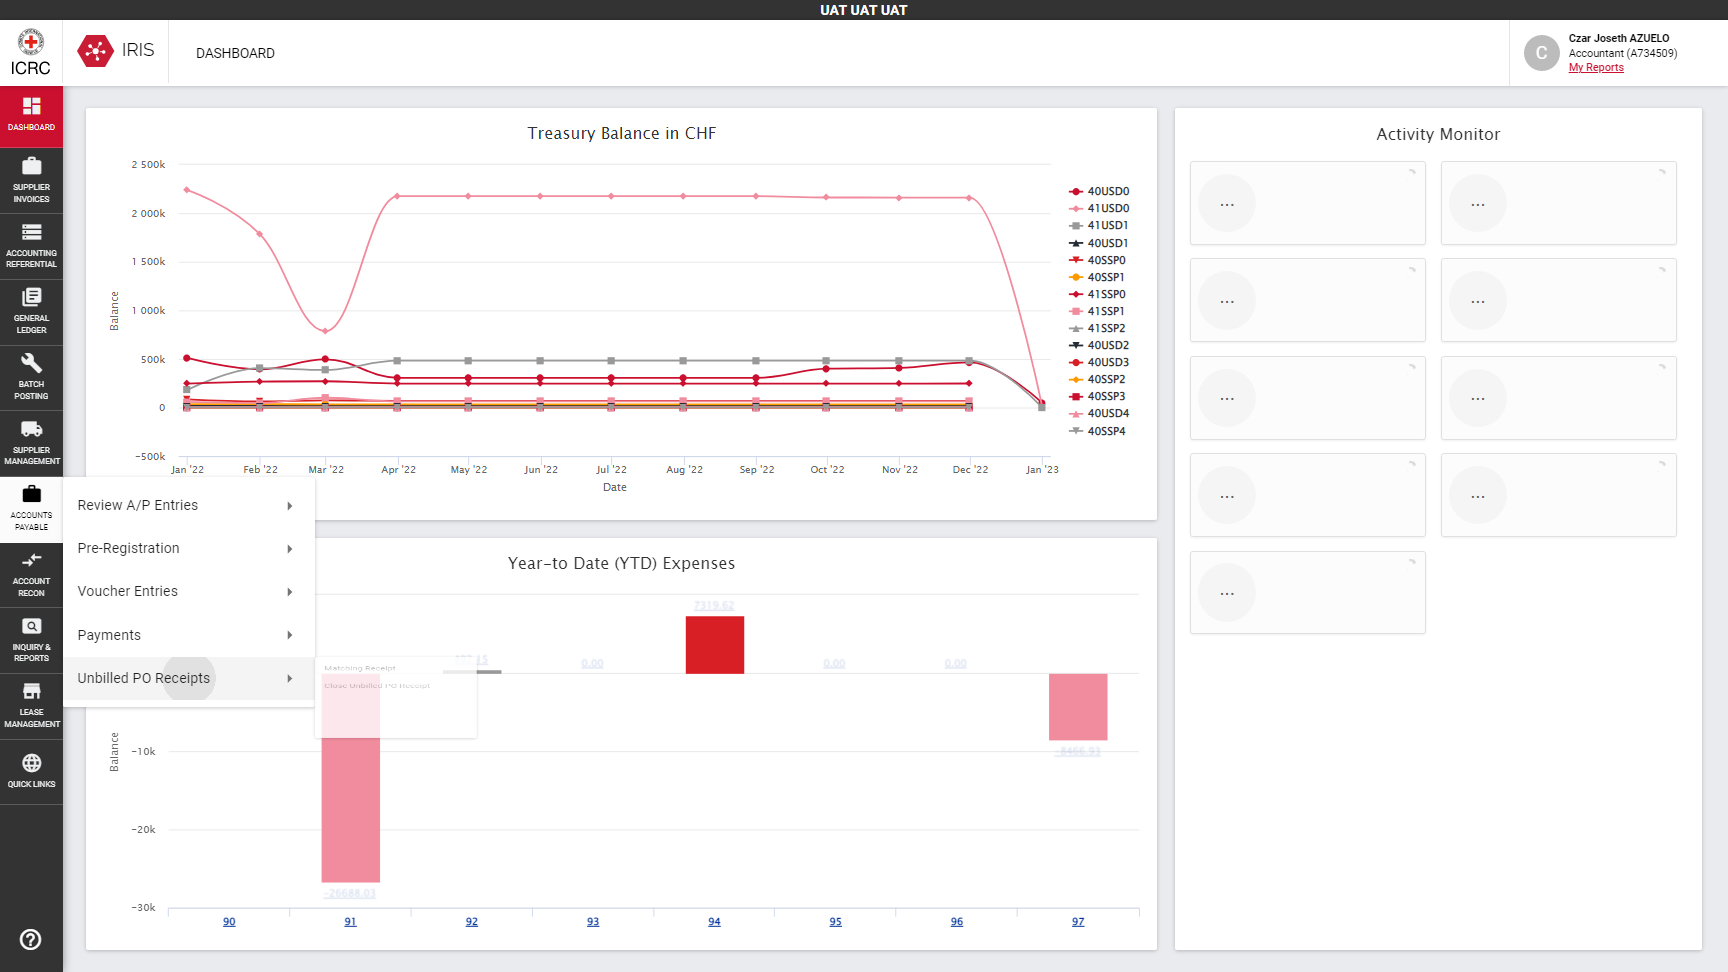 UAT UAT UAT
ICRC
IRIS
DASHBOARD
Czar Joseth AZUELO
Accountant (A734509)
My Reports
C
DASHBOARD
SUPPLIER
INVOICES
ACCOUNTING
REFERENTIAL
GENERAL
LEDGER
BATCH
POSTING
SUPPLIER
MANAGEMENT
ACCOUNTS
PAYABLE
ACCOUNT
RECON
INQUIRY &
REPORTS
LEASE
MANAGEMENT
QUICK LINKS
Review A/P Entries
Pre-Registration
Voucher Entries
Payments
Unbilled PO Receipts
Matching Receipt
Close Unbilled PO Receipt
Treasury Balance in CHF
2 500k
2 000k
1 500k
1 000k
500k
0
-500k
Balance
Jan '22
Feb '22
Mar '22
Apr '22
May '22
Jun '22
Jul '22
Aug '22
Sep '22
Oct '22
Nov '22
Dec '22
Jan '23
Date
40USD0
41USD0
41USD1
40USD1
40SSP0
40SSP1
41SSP0
41SSP1
41SSP2
40USD2
40USD3
40SSP2
40SSP3
40USD4
40SSP4
Year-to Date (YTD) Expenses
7319.62
0.00
0.00
0.00
-8466.93
-26688.03
Balance
-10k
-20k
-30k
90
91
92
93
94
95
96
97
Activity Monitor
...
...
...
...
...
...
...
...
...